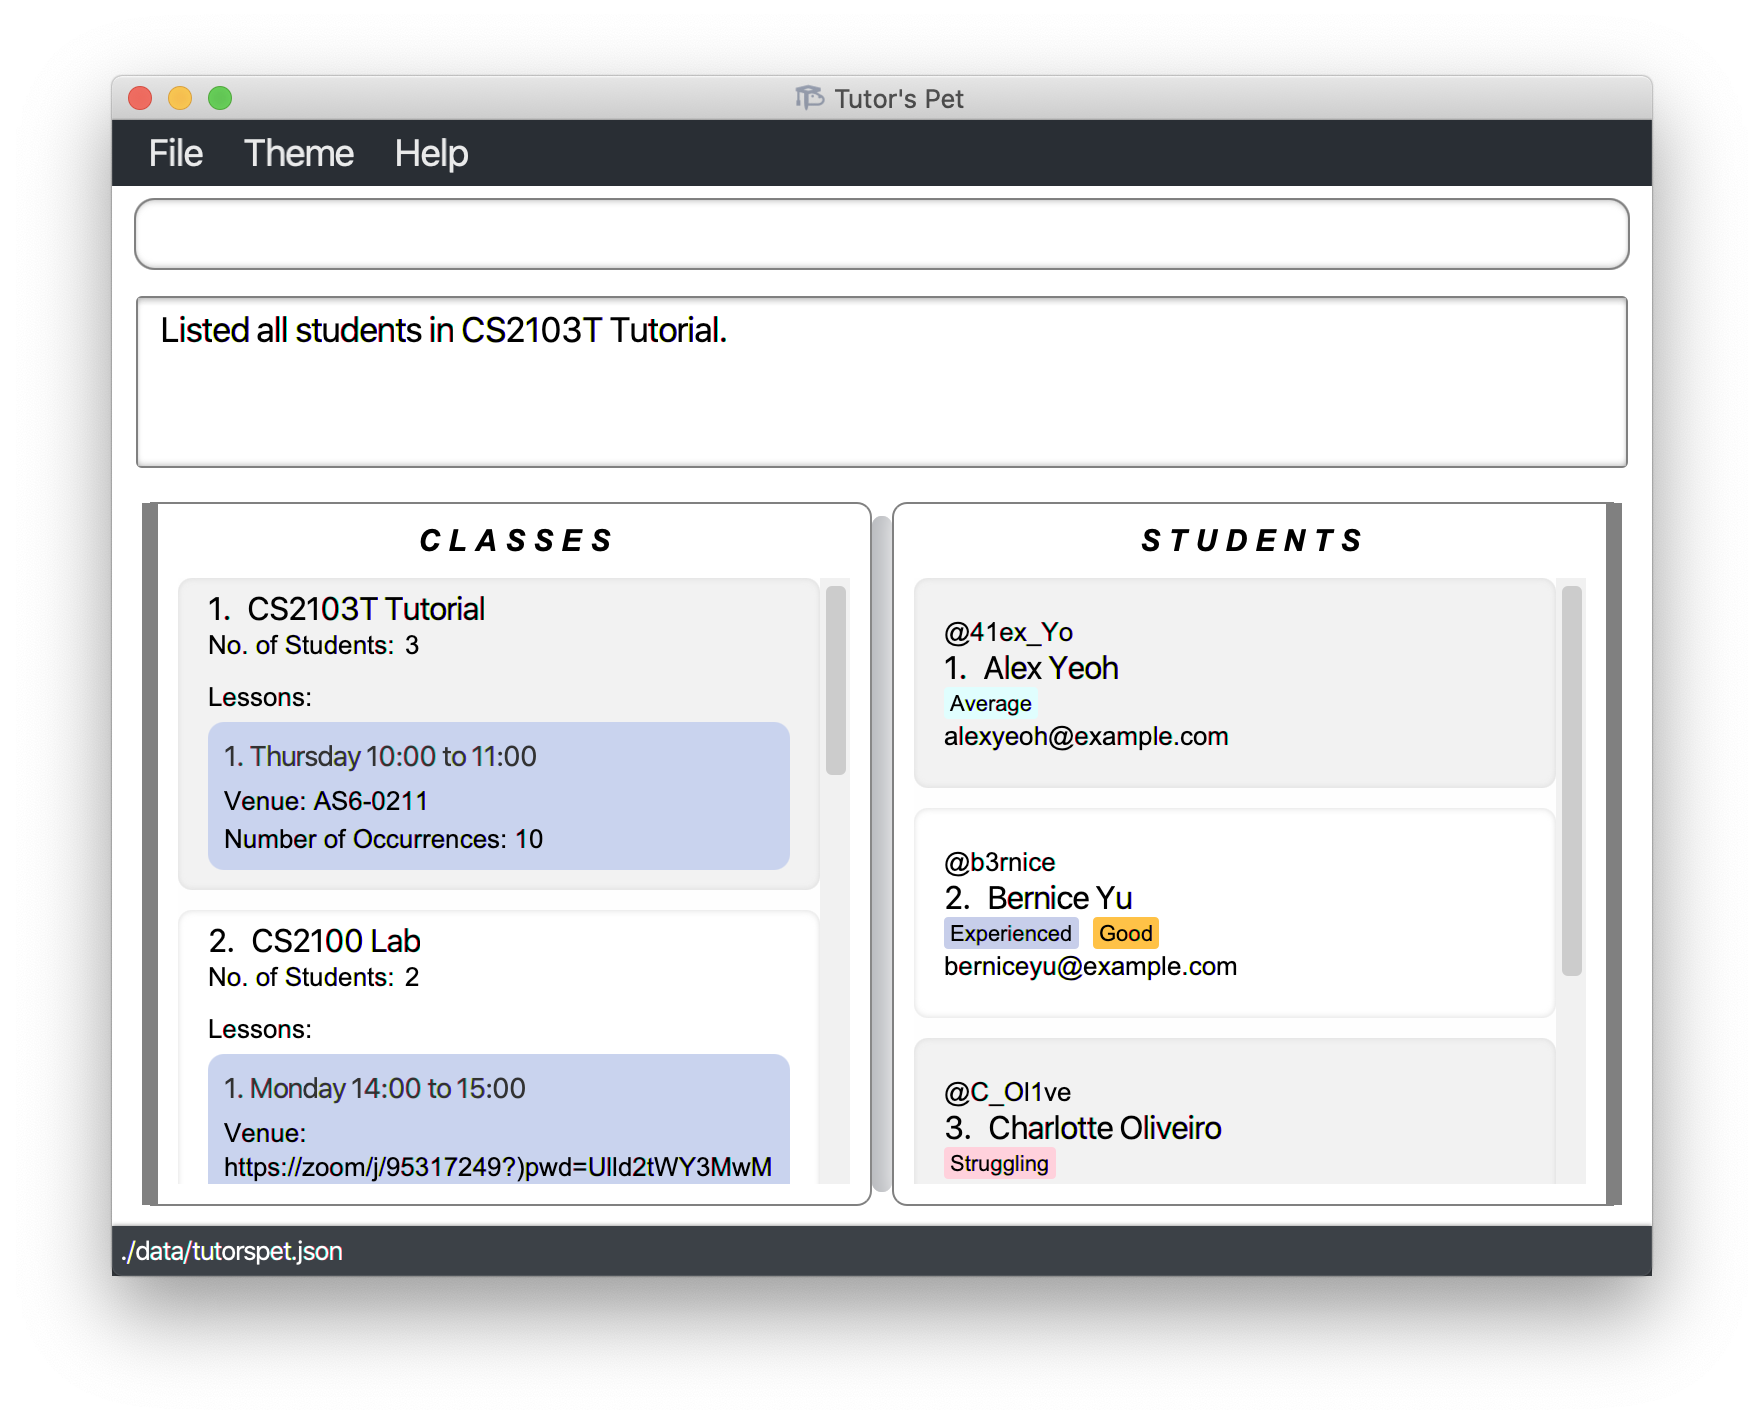 Tutor's Pet
File Theme Help
Listed all students in CS2103T Tutorial.
CLASSES
1. CS2103T Tutorial
No. of Students: 3
Lessons:
1. Thursday 10:00 to 11:00
Venue: AS6-0211
Number of Occurrences: 10
2. CS2100 Lab
No. of Students: 2
Lessons:
1. Monday 14:00 to 15:00
Venue:
https://zoom/j/95317249?)pwd=Ulld2tWY3MwM
STUDENTS
@41ex_Yo
1. Alex Yeoh
Average
alexyeoh@example.com
@b3rnice
2. Bernice Yu
Experienced Good
berniceyu@example.com
@C_Ol1ve
3. Charlotte Oliveiro
Struggling
./data/tutorspet.json